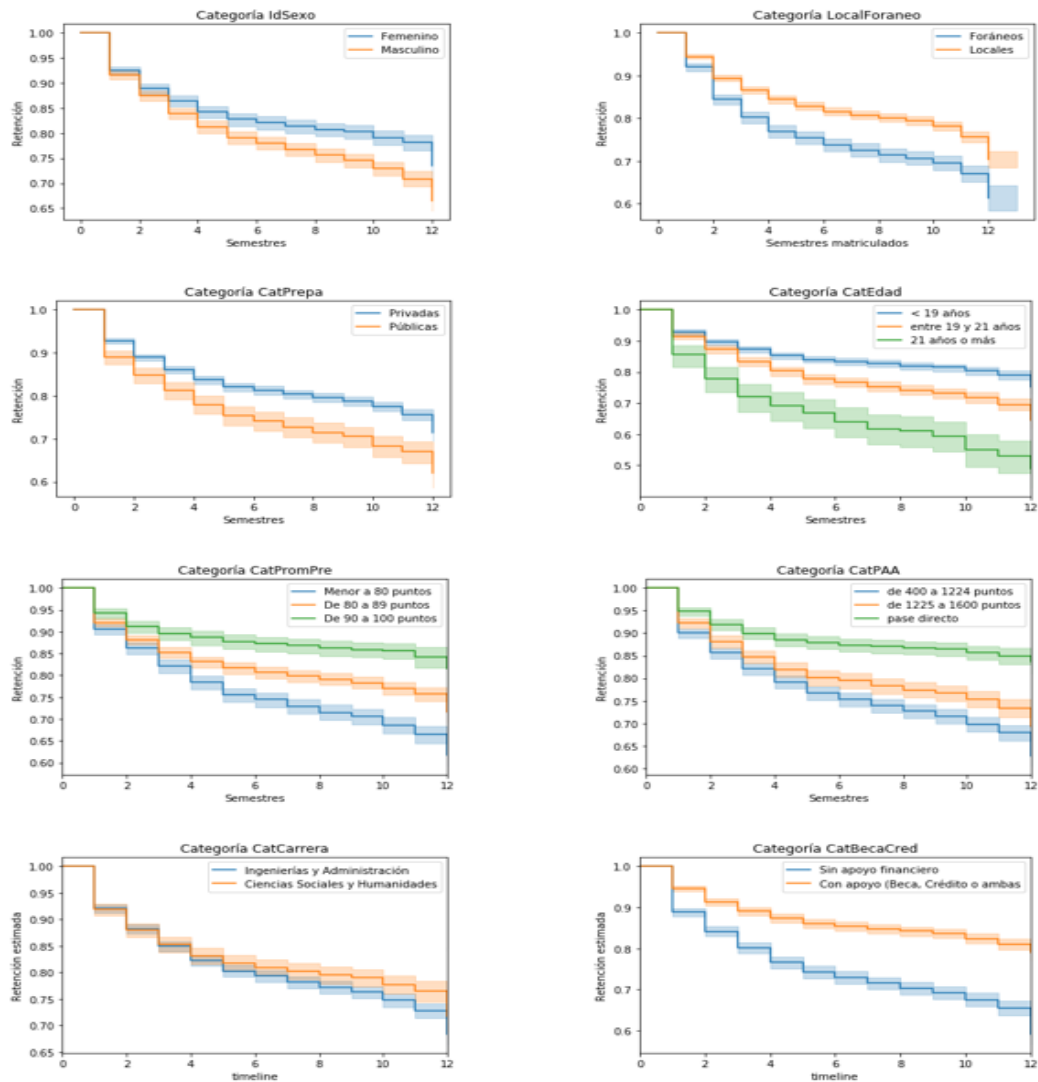 Categoría IdSexo
Femenino
Masculino
Retención
1.00
0.95
0.90
0.85
0.80
0.75
0.70
0.65
0 2 4 6 8 10 12
Semestres
Categoría LocalForaneo
Foráneos
Locales
Retención
1.0
0.9
0.8
0.7
0.6
0 2 4 6 8 10 12
Semestres matriculados
Categoría CatPrepa
Privadas
Públicas
Retención
1.0
0.9
0.8
0.7
0.6
0 2 4 6 8 10 12
Semestres
Categoría CatEdad
< 19 años
entre 19 y 21 años
21 años o más
Retención
1.0
0.9
0.8
0.7
0.6
0.5
0 2 4 6 8 10 12
Semestres
Categoría CatPromPre
Menor a 80 puntos
De 80 a 89 puntos
De 90 a 100 puntos
Retención
1.00
0.95
0.90
0.85
0.80
0.75
0.70
0.65
0.60
0 2 4 6 8 10 12
Semestres
Categoría CatPAA
de 400 a 1224 puntos
de 1225 a 1600 puntos
pase directo
Retención
1.00
0.95
0.90
0.85
0.80
0.75
0.70
0.65
0.60
0 2 4 6 8 10 12
Semestres
Categoría CatCarrera
Ingenierías y Administración
Ciencias Sociales y Humanidades
Retención estimada
1.00
0.95
0.90
0.85
0.80
0.75
0.70
0.65
0 2 4 6 8 10 12
timeline
Categoría CatBecaCred
Sin apoyo financiero
Con apoyo (Beca, Crédito o ambas
Retención estimada
1.0
0.9
0.8
0.7
0.6
0 2 4 6 8 10 12
timeline